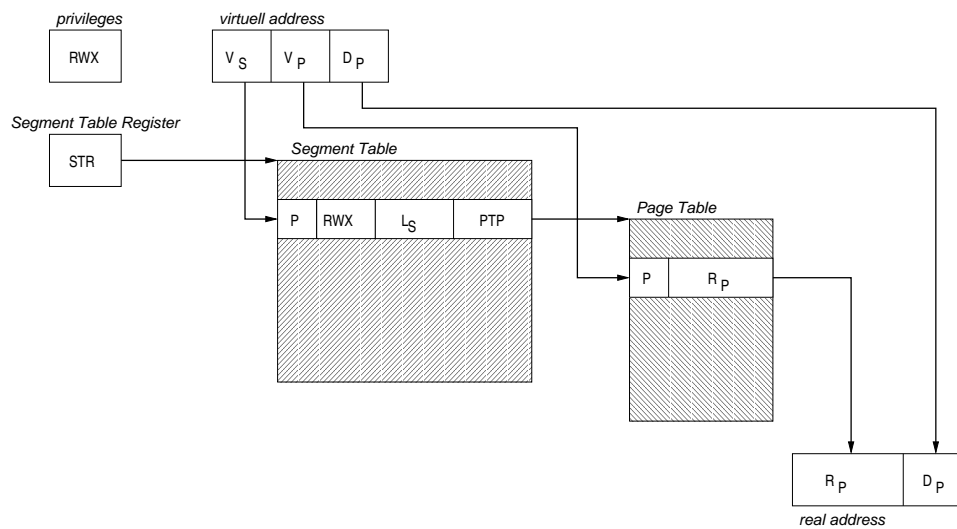 privileges
virtuell address
RWX
V S
V P
D P
Segment Table Register
STR
Segment Table
P RWX L S PTP
Page Table
P R P
R P
D P
real address